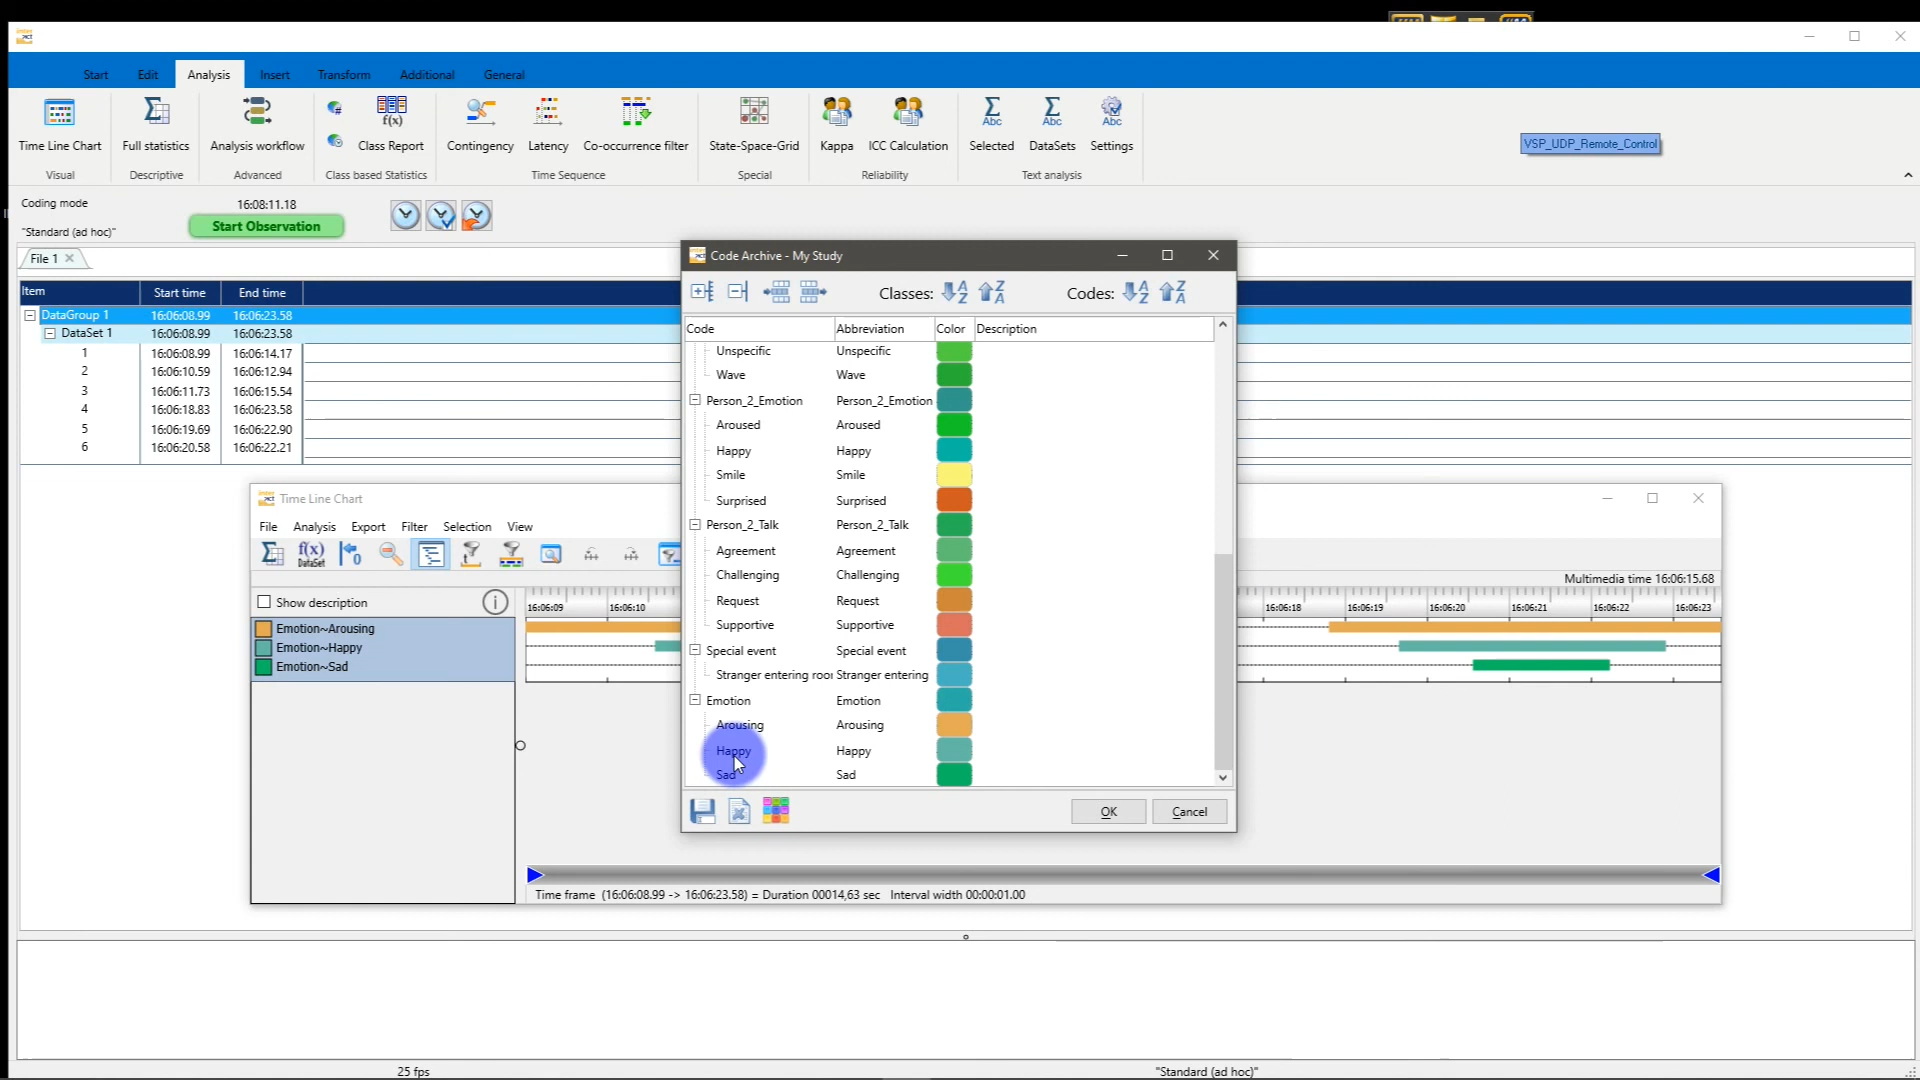 Start Edit Analysis Insert Transform Additional General
Time Line Chart Full statistics Analysis workflow # f(x) Class Report Contingency Latency Co-occurrence filter State-Space-Grid Kappa ICC Calculation Abc Selected Abc DataSets Abc Settings
VSP_UDP_Remote_Control
Visual Descriptive Advanced Class based Statistics Time Sequence Special Reliability Text analysis
Coding mode 16:08:11.18
"Standard (ad hoc)" Start Observation
File 1
Item Start time End time
DataGroup 1 16:06:08.99 16:06:23.58
DataSet 1 16:06:08.99 16:06:23.58
1 16:06:08.99 16:06:14.17
2 16:06:10.59 16:06:12.94
3 16:06:11.73 16:06:15.54
4 16:06:18.83 16:06:23.58
5 16:06:19.69 16:06:22.90
6 16:06:20.58 16:06:22.21
Code Archive - My Study
Classes: Codes:
Code Abbreviation Color Description
Unspecific Unspecific
Wave Wave
Person_2_Emotion Person_2_Emotion
Aroused Aroused
Happy Happy
Smile Smile
Surprised Surprised
Person_2_Talk Person_2_Talk
Agreement Agreement
Challenging Challenging
Request Request
Supportive Supportive
Special event Special event
Stranger entering roor Stranger entering
Emotion Emotion
Arousing Arousing
Happy Happy
Sad Sad
OK Cancel
Time Line Chart
File Analysis Export Filter Selection View
f(x) DataSet
Multimedia time 16:06:15.68
Show description
16:06:09 16:06:10 16:06:18 16:06:19 16:06:20 16:06:21 16:06:22 16:06:23
Emotion~Arousing
Emotion~Happy
Emotion~Sad
Time frame (16:06:08.99 -> 16:06:23.58) = Duration 00014,63 sec Interval width 00:00:01.00
25 fps "Standard (ad hoc)"